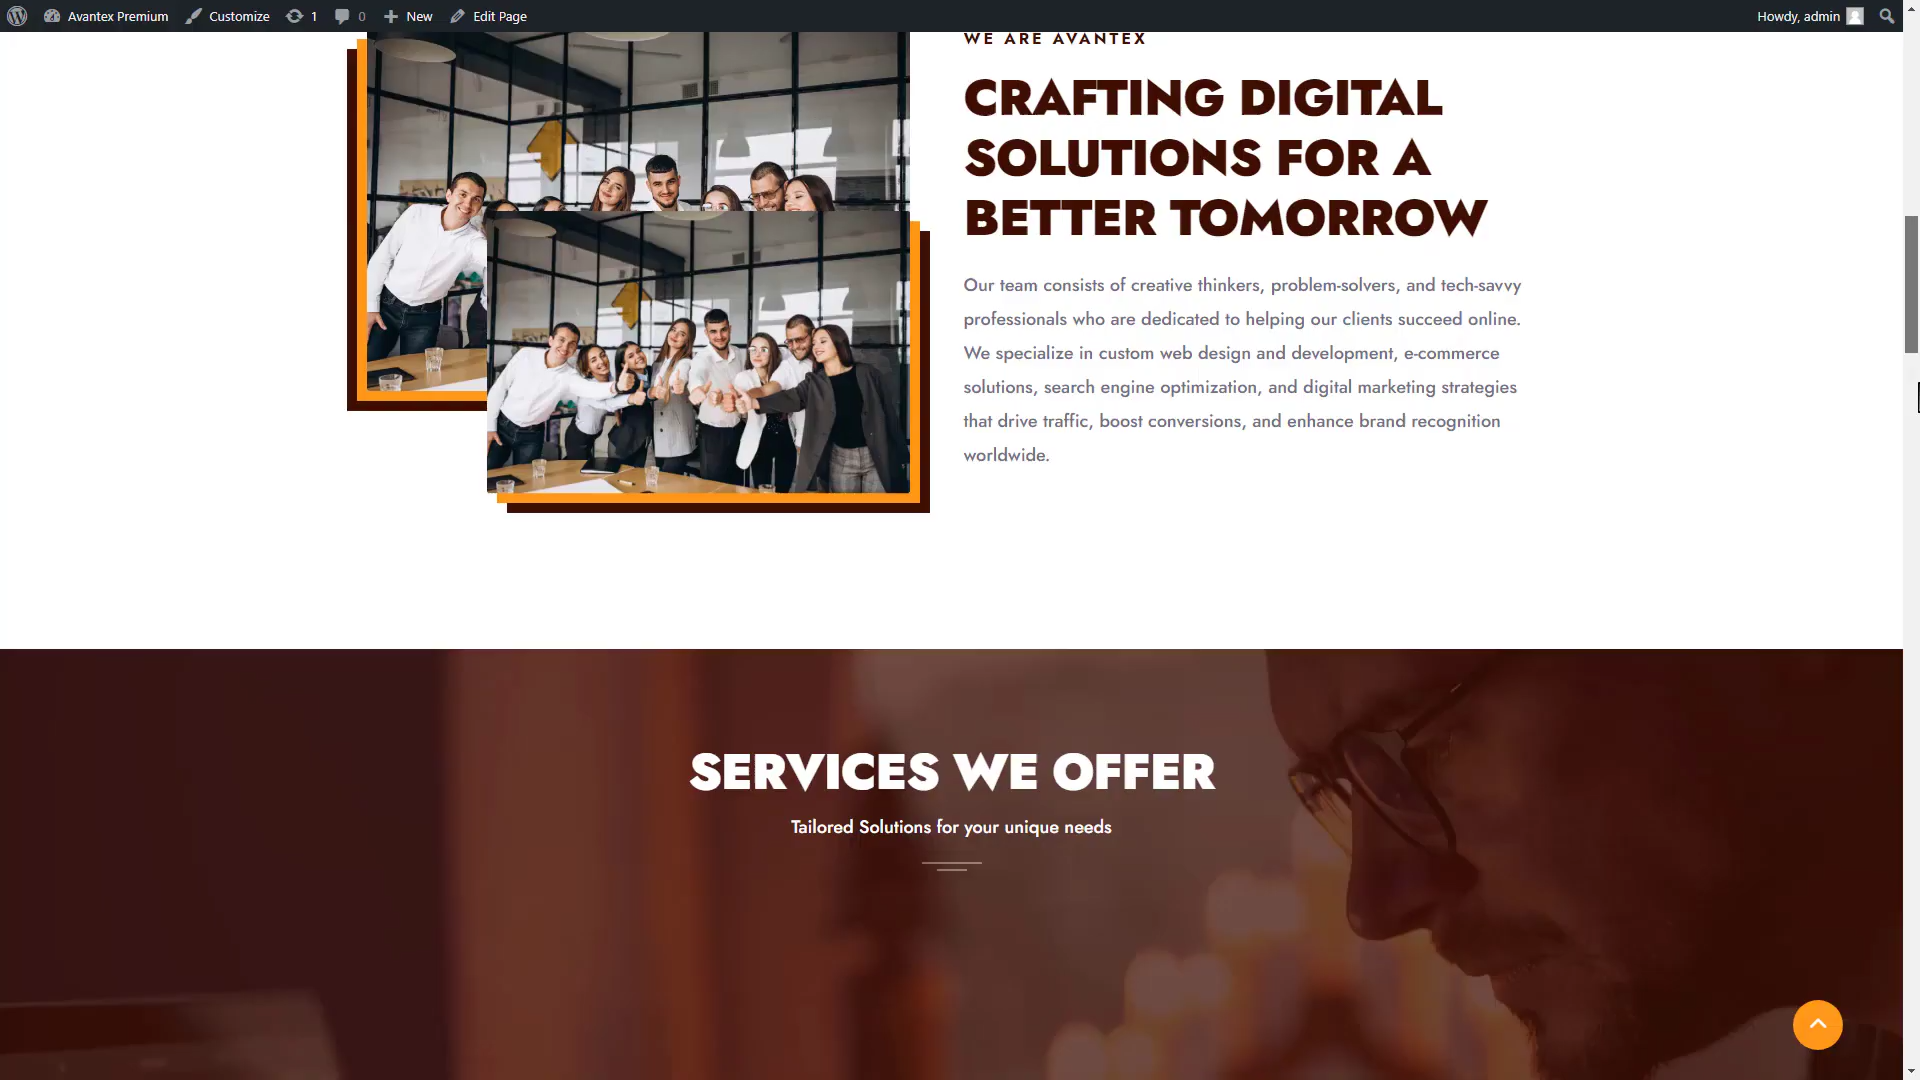 Avantex Premium Customize 1 0 New Edit Page Howdy, admin
WE ARE AVANTEX
CRAFTING DIGITAL
SOLUTIONS FOR A
BETTER TOMORROW
Our team consists of creative thinkers, problem-solvers, and tech-savvy
professionals who are dedicated to helping our clients succeed online.
We specialize in custom web design and development, e-commerce
solutions, search engine optimization, and digital marketing strategies
that drive traffic, boost conversions, and enhance brand recognition
worldwide.
SERVICES WE OFFER
Tailored Solutions for your unique needs